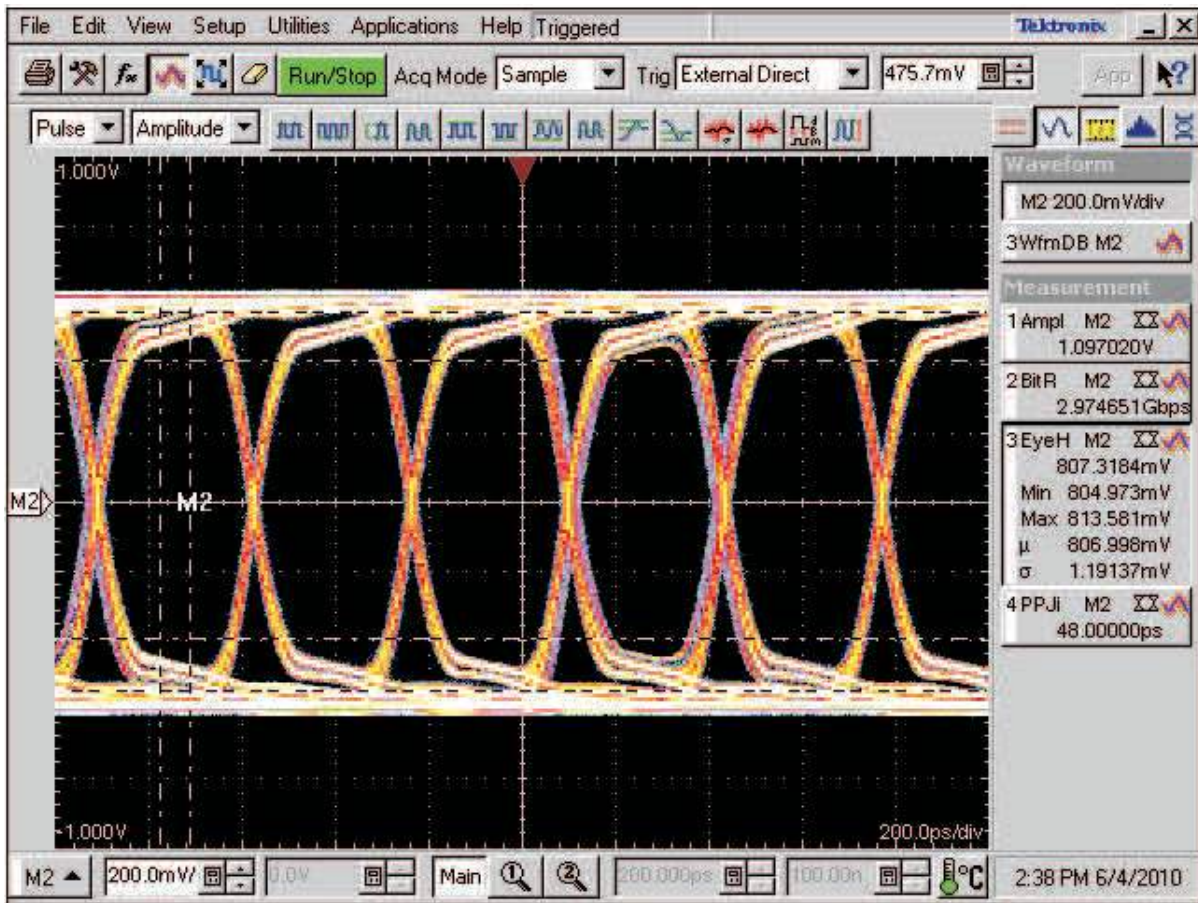 File Edit View Setup Utilities Applications Help Triggered Tektronix
Run/Stop Acq Mode Sample Trig External Direct 475.7mV App
Pulse Amplitude
1.000V
M2
M2
-1.000V
200.0ps/div
Waveform
M2 200.0mV/div
3 WfmDB M2
Measurement
1 Ampl M2
1.097020V
2 BitR M2
2.974651Gbps
3 EyeH M2
807.3184mV
Min 804.973mV
Max 813.581mV
µ 806.998mV
σ 1.19137mV
4 PPJi M2
48.00000ps
M2 200.0mV/ 0.0V Main 1 2 200.000ps 100.00n °C 2:38 PM 6/4/2010